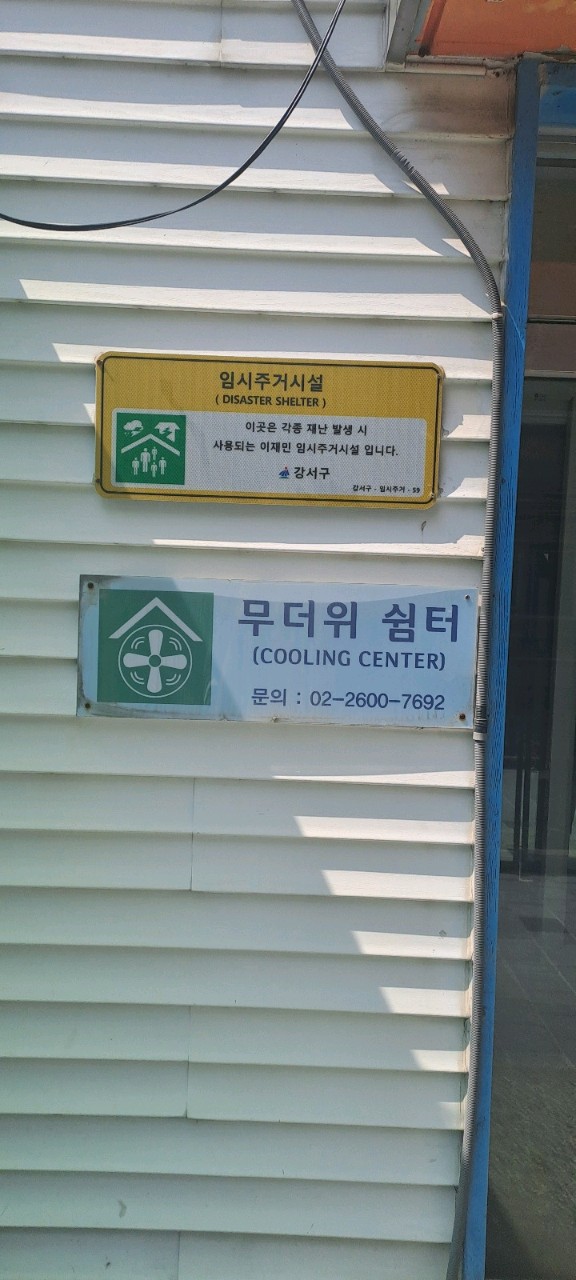 임시주거시설
( DISASTER SHELTER )
이곳은 각종 재난 발생 시
사용되는 이재민 임시주거시설 입니다.
강서구
강서구 - 임시주거 - 59
무더위 쉼터
(COOLING CENTER)
문의 : 02-2600-7692